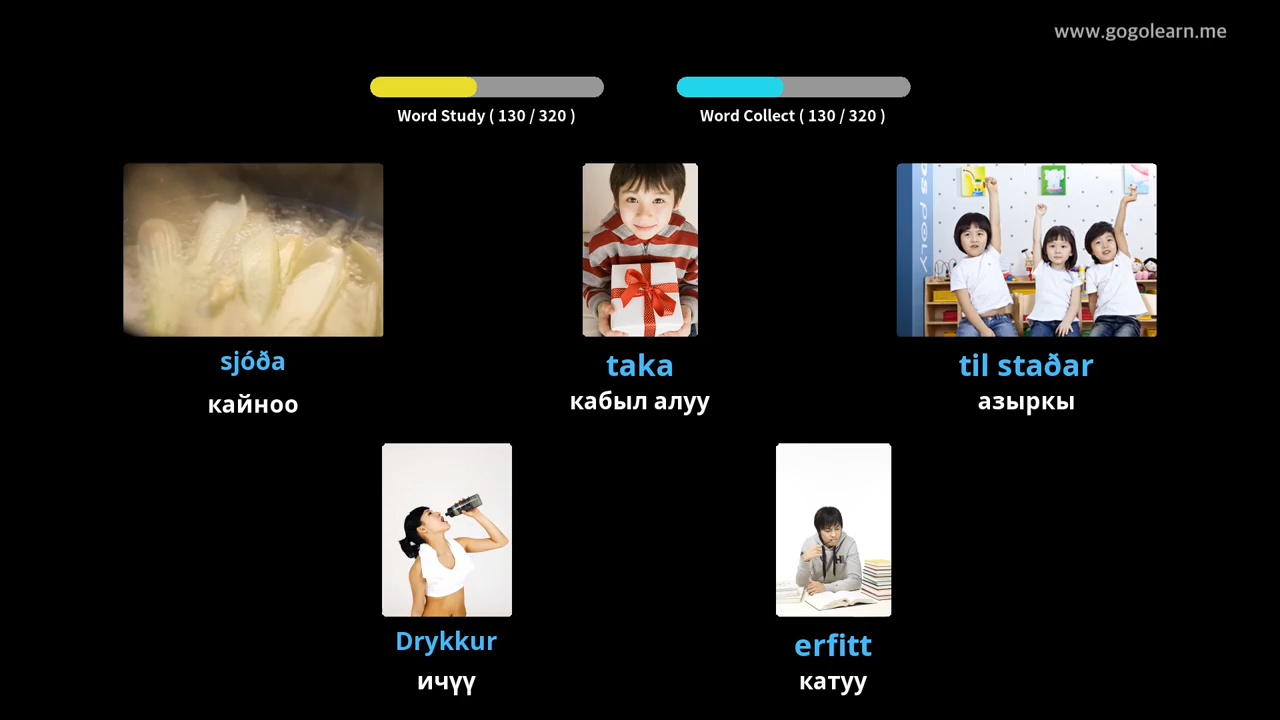 www.gogolearn.me
Word Study ( 130 / 320 )
Word Collect ( 130 / 320 )
sjóða
кайноо
taka
кабыл алуу
til staðar
азыркы
Drykkur
ичүү
erfitt
катуу